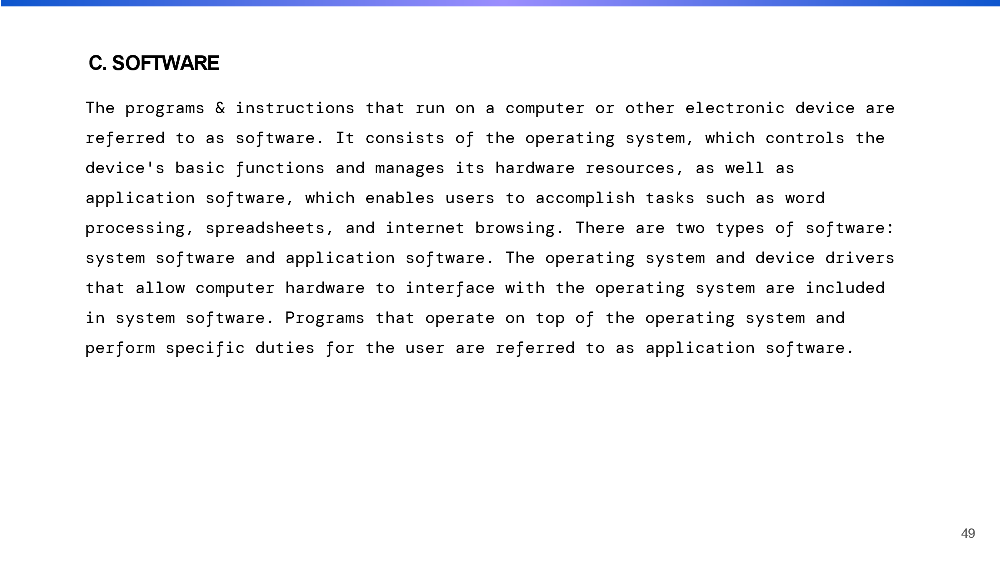 C. SOFTWARE
The programs & instructions that run on a computer or other electronic device are
referred to as software. It consists of the operating system, which controls the
device's basic functions and manages its hardware resources, as well as
application software, which enables users to accomplish tasks such as word
processing, spreadsheets, and internet browsing. There are two types of software:
system software and application software. The operating system and device drivers
that allow computer hardware to interface with the operating system are included
in system software. Programs that operate on top of the operating system and
perform specific duties for the user are referred to as application software.
49